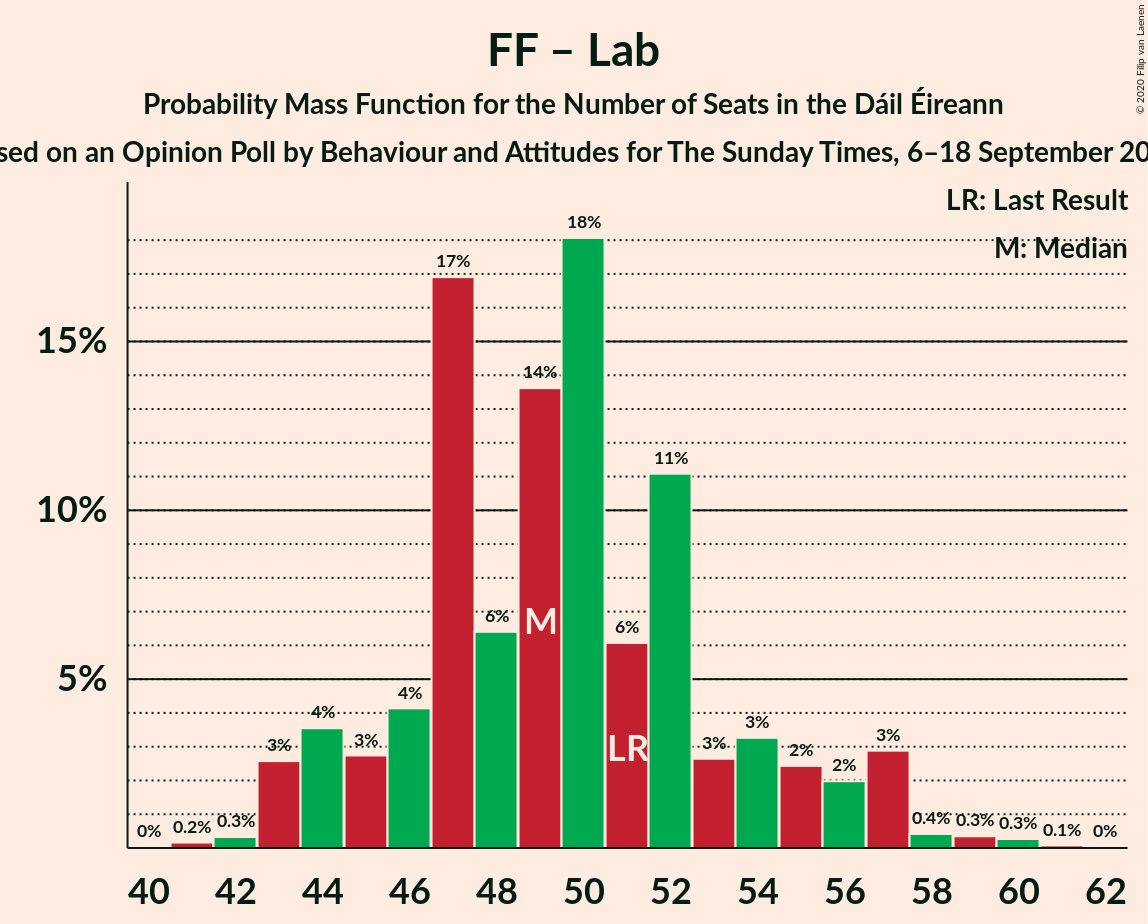 FF – Lab
Probability Mass Function for the Number of Seats in the Dáil Éireann
sed on an Opinion Poll by Behaviour and Attitudes for The Sunday Times, 6–18 September 20
© 2020 Filip van Laenen
LR: Last Result
M: Median
18%
17%
15%
14%
11%
10%
6%
M
6%
5%
4%
4%
LR
3%
3%
3%
3%
2%
2%
3%
0%
0.2%
0.3%
0.4%
0.3%
0.3%
0.1%
0%
40 42 44 46 48 50 52 54 56 58 60 62